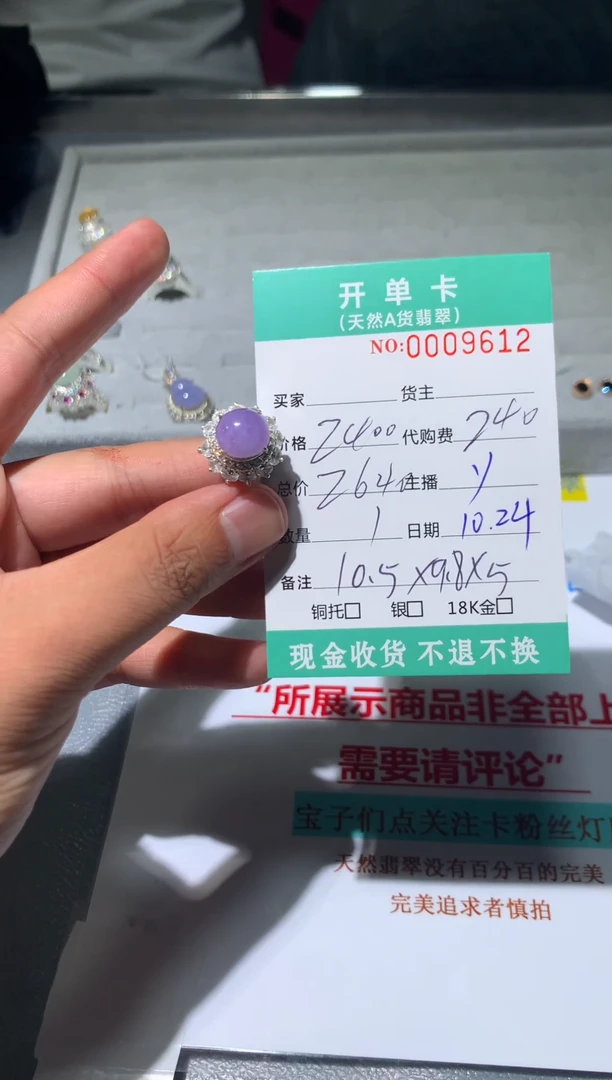 开单卡
(天然A货翡翠)
NO:0009612
买家 货主
价格 2400 代购费 240
总价 2640 主播 y
数量 1 日期 10.24
备注 10.5×9.8×5
铜托□ 银□ 18K金□
现金收货 不退不换
“所展示商品非全部上
需要请评论”
宝子们点关注卡粉丝灯
天然翡翠没有百分百的完美
完美追求者慎拍